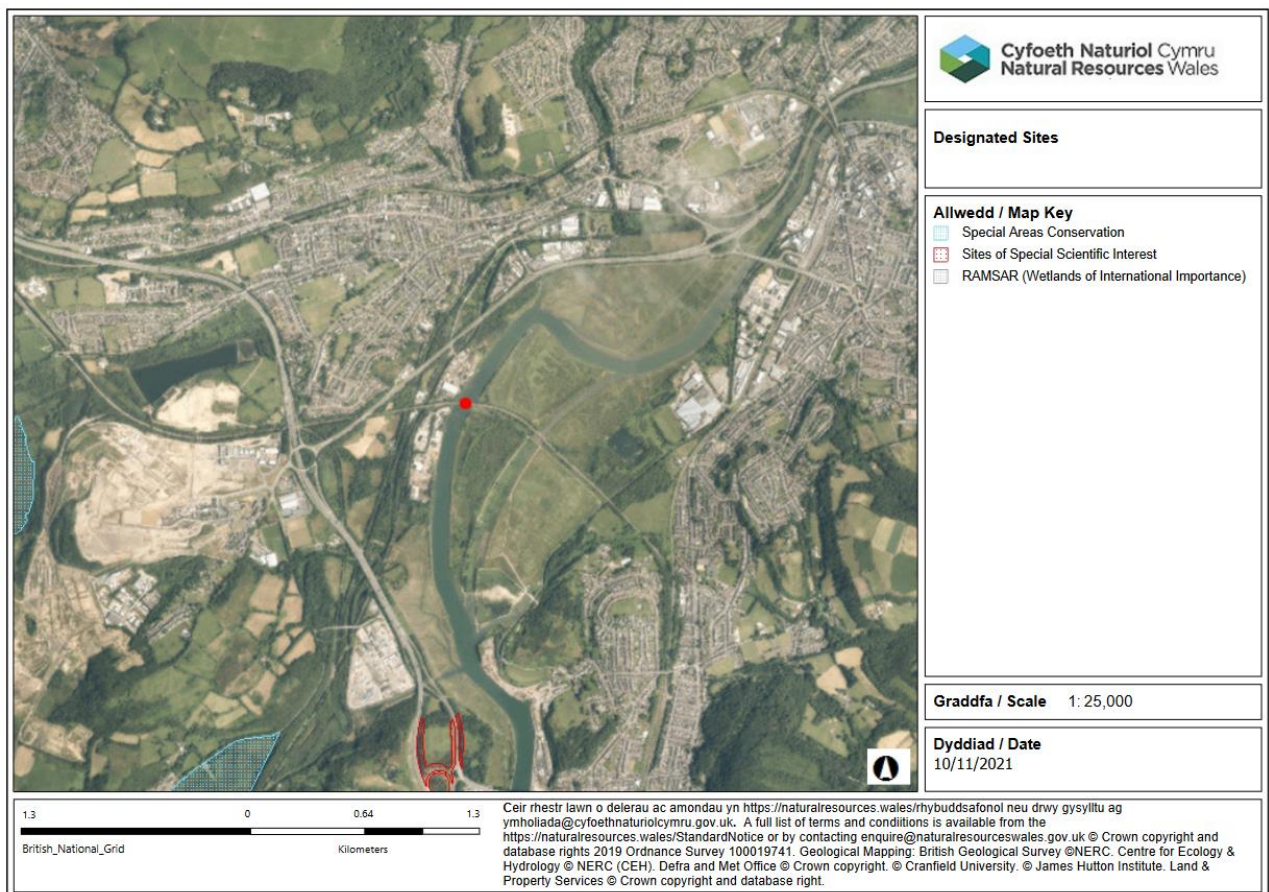 Cyfoeth Naturiol Cymru
Natural Resources Wales
Designated Sites
Allwedd / Map Key
Special Areas Conservation
Sites of Special Scientific Interest
RAMSAR (Wetlands of International Importance)
Graddfa / Scale 1: 25,000
Dyddiad / Date
10/11/2021
1.3 0 0.64 1.3
British_National_Grid Kilometers
Ceir rhestr lawn o delerau ac amondau yn https://naturalresources.wales/rhybuddsafonol neu drwy gysylltu ag
ymholiada@cyfoethnaturiolcymru.gov.uk. A full list of terms and condiitions is available from the
https://naturalresources.wales/StandardNotice or by contacting enquire@naturalresourceswales.gov.uk © Crown copyright and
database rights 2019 Ordnance Survey 100019741. Geological Mapping: British Geological Survey ©NERC. Centre for Ecology &
Hydrology © NERC (CEH). Defra and Met Office © Crown copyright. © Cranfield University. © James Hutton Institute. Land &
Property Services © Crown copyright and database right.